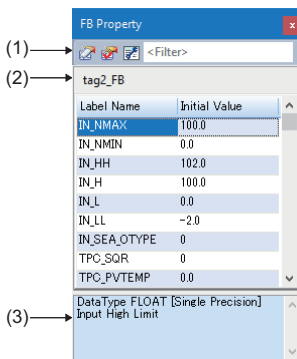 FB Property
x
(1)
<Filter>
(2)
tag2_FB
Label Name Initial Value
IN_NMAX 100.0
IN_NMIN 0.0
IN_HH 102.0
IN_H 100.0
IN_L 0.0
IN_LL -2.0
IN_SEA_OTYPE 0
TPC_SQR 0
TPC_PVTEMP 0.0
(3)
DataType FLOAT [Single Precision]
Input High Limit